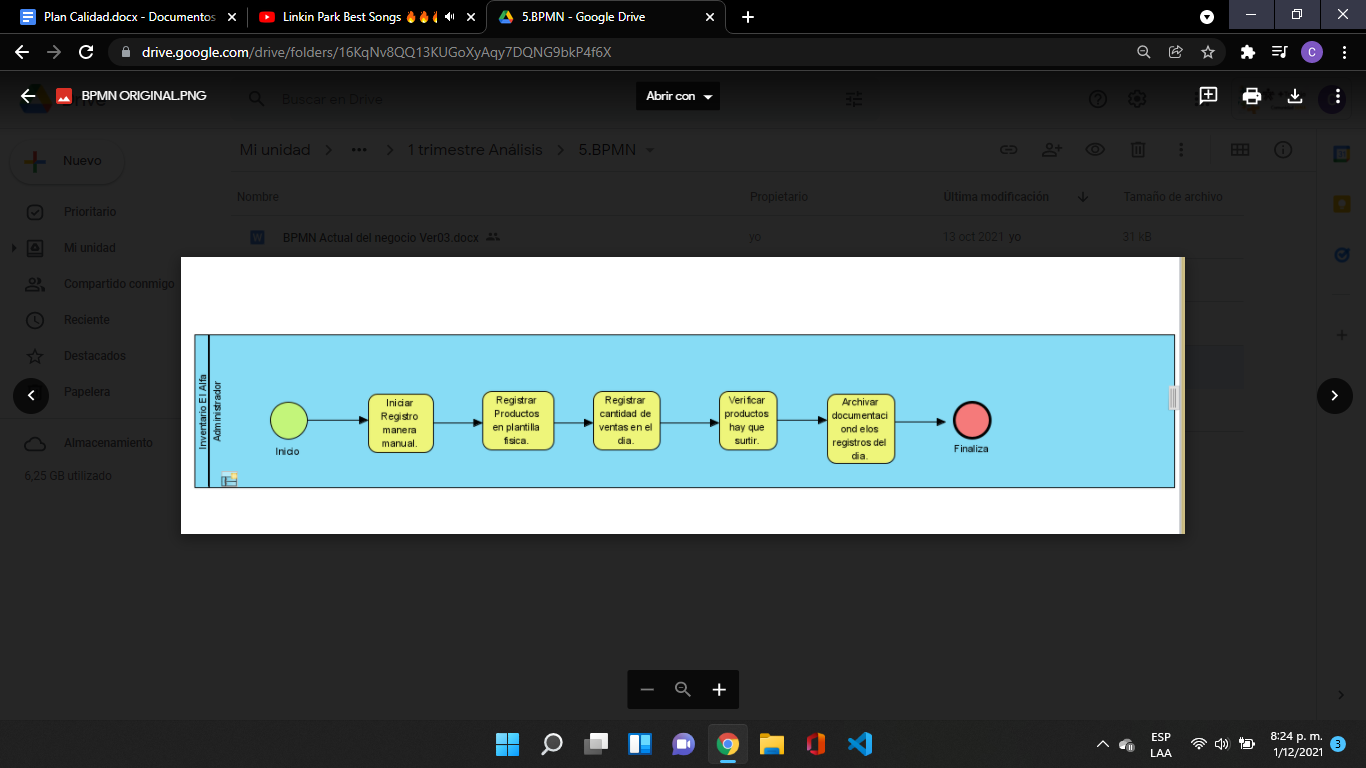 Plan Calidad.docx - Documentos
Linkin Park Best Songs 🔥🔥🔥
5.BPMN - Google Drive
drive.google.com/drive/folders/16KqNv8QQ13KUGoXyAqy7DQNG9bkP4f6X
C
BPMN ORIGINAL.PNG
Buscar en Drive
Abrir con
Nuevo
Mi unidad
1 trimestre Análisis
5.BPMN
Nombre
Propietario
Última modificación
Tamaño de archivo
Prioritario
Mi unidad
Compartido conmigo
Reciente
Destacados
Papelera
Almacenamiento
6,25 GB utilizado
BPMN Actual del negocio Ver03.docx
yo
13 oct 2021 yo
31 kB
Inventario El Alfa
Administrador
Inicio
Iniciar
Registro
manera
manual.
Registrar
Productos
en plantilla
fisica.
Registrar
cantidad de
ventas en el
dia.
Verificar
productos
hay que
surtir.
Archivar
documentaci
ond elos
registros del
dia.
Finaliza
ESP
LAA
8:24 p. m.
1/12/2021
3